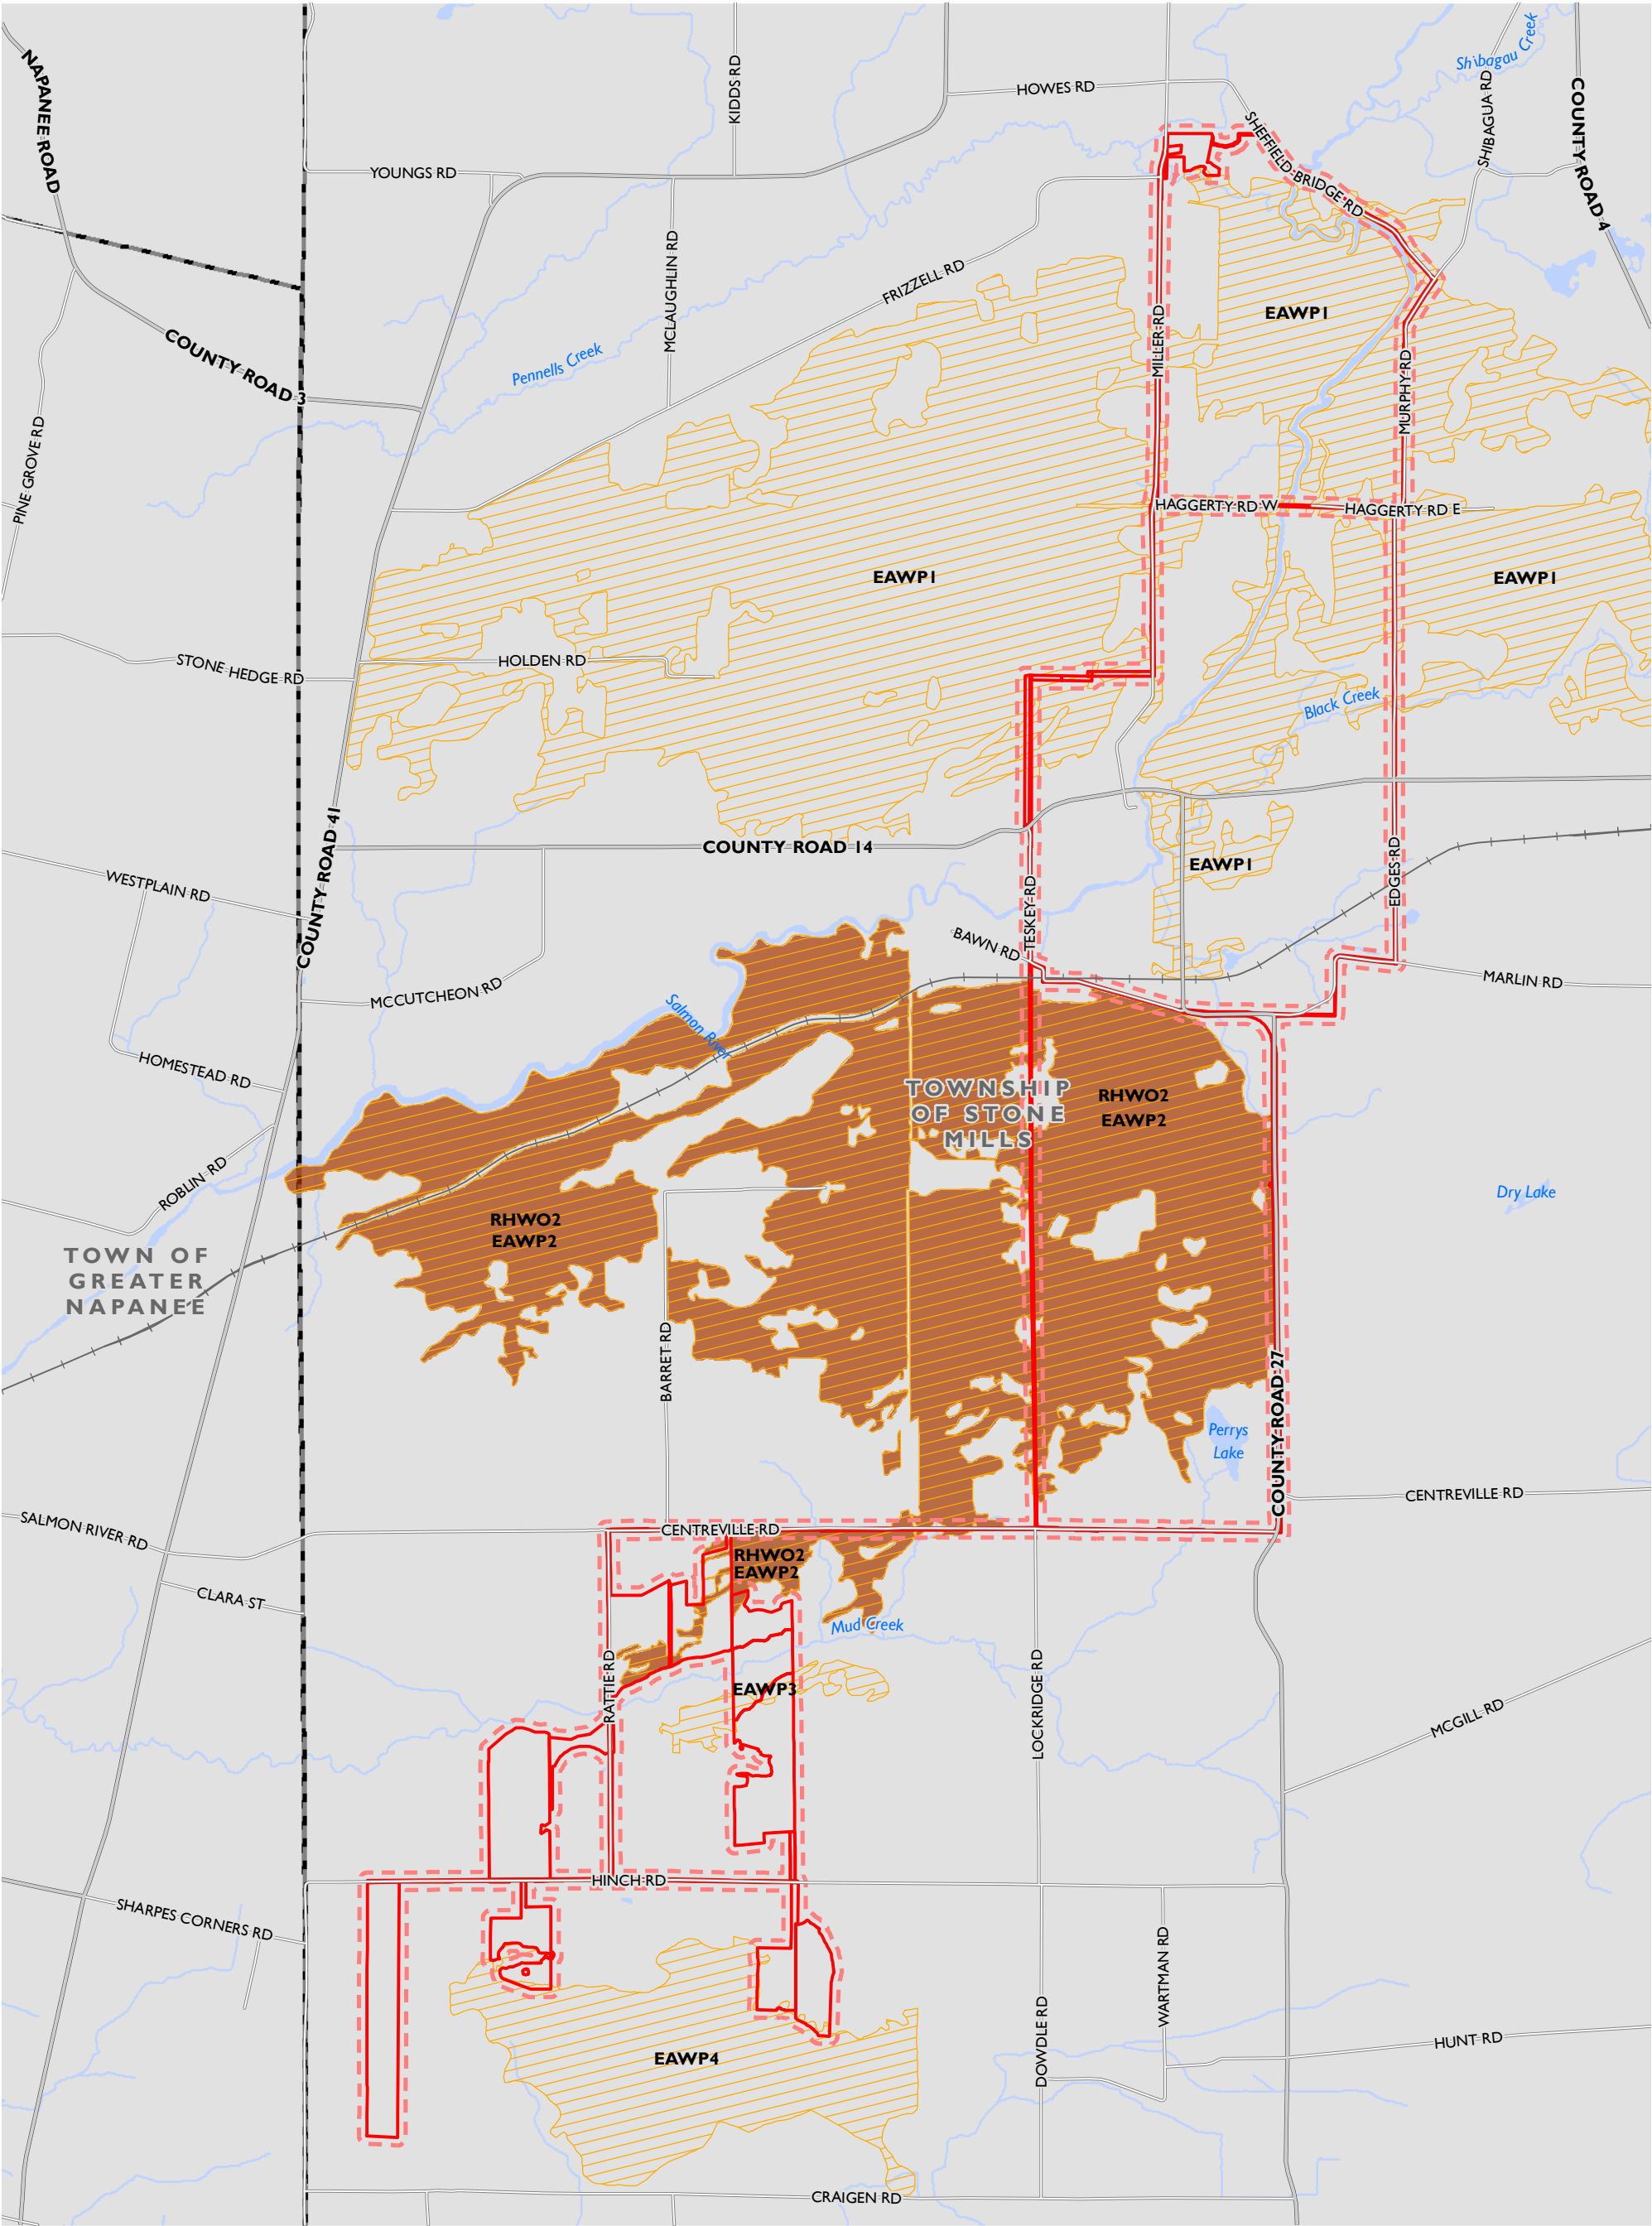 Shibagau Creek
NAPANEE ROAD
KIDDS RD
HOWES RD
SHIBAGUA RD
COUNTY ROAD 4
SHEFFIELD BRIDGE RD
YOUNGS RD
MCLAUGHLIN RD
FRIZZELL RD
EAWP1
MILLER RD
COUNTY ROAD 3
Pennells Creek
MURPHY RD
PINE GROVE RD
HAGGERTY RD W
HAGGERTY RD E
EAWP1
EAWP1
STONE HEDGE RD
HOLDEN RD
Black Creek
COUNTY ROAD 41
COUNTY ROAD 14
EAWP1
EDGES RD
WESTPLAIN RD
TESKEY RD
BAWN RD
MARLIN RD
MCCUTCHEON RD
Salmon River
HOMESTEAD RD
TOWNSHIP
OF STONE
MILLS
RHWO2
EAWP2
ROBLIN RD
Dry Lake
RHWO2
EAWP2
TOWN OF
GREATER
NAPANEE
BARRET RD
COUNTY ROAD 27
Perrys
Lake
CENTREVILLE RD
SALMON RIVER RD
CENTREVILLE RD
RHWO2
EAWP2
CLARA ST
Mud Creek
RATTIE RD
EAWP3
LOCKRIDGE RD
MCGILL RD
HINCH RD
SHARPES CORNERS RD
WARTMAN RD
DOWDLE RD
HUNT RD
EAWP4
CRAIGEN RD